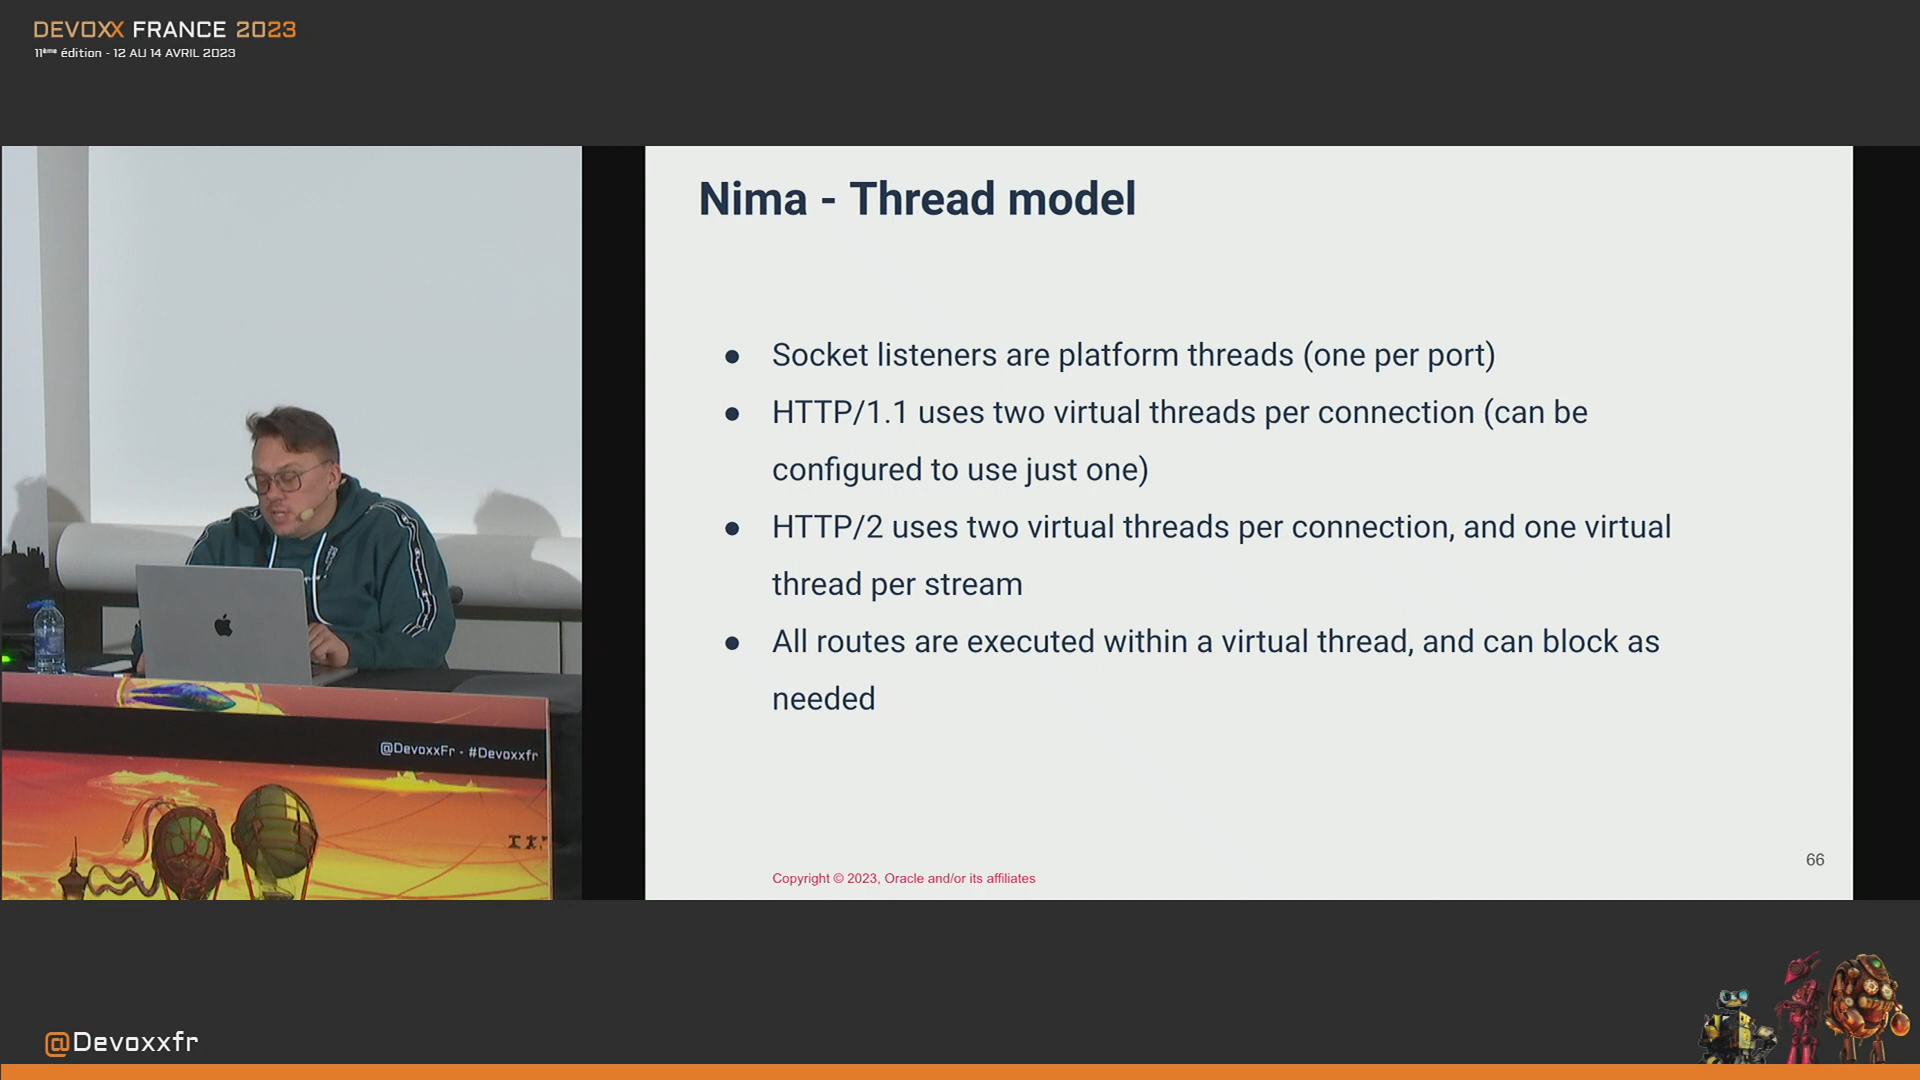 DEVOXX FRANCE 2023
11ème édition - 12 AU 14 AVRIL 2023
Nima - Thread model
● Socket listeners are platform threads (one per port)
● HTTP/1.1 uses two virtual threads per connection (can be
configured to use just one)
● HTTP/2 uses two virtual threads per connection, and one virtual
thread per stream
● All routes are executed within a virtual thread, and can block as
needed
66
Copyright © 2023, Oracle and/or its affiliates
@DevoxxFr - #Devoxxfr
@Devoxxfr